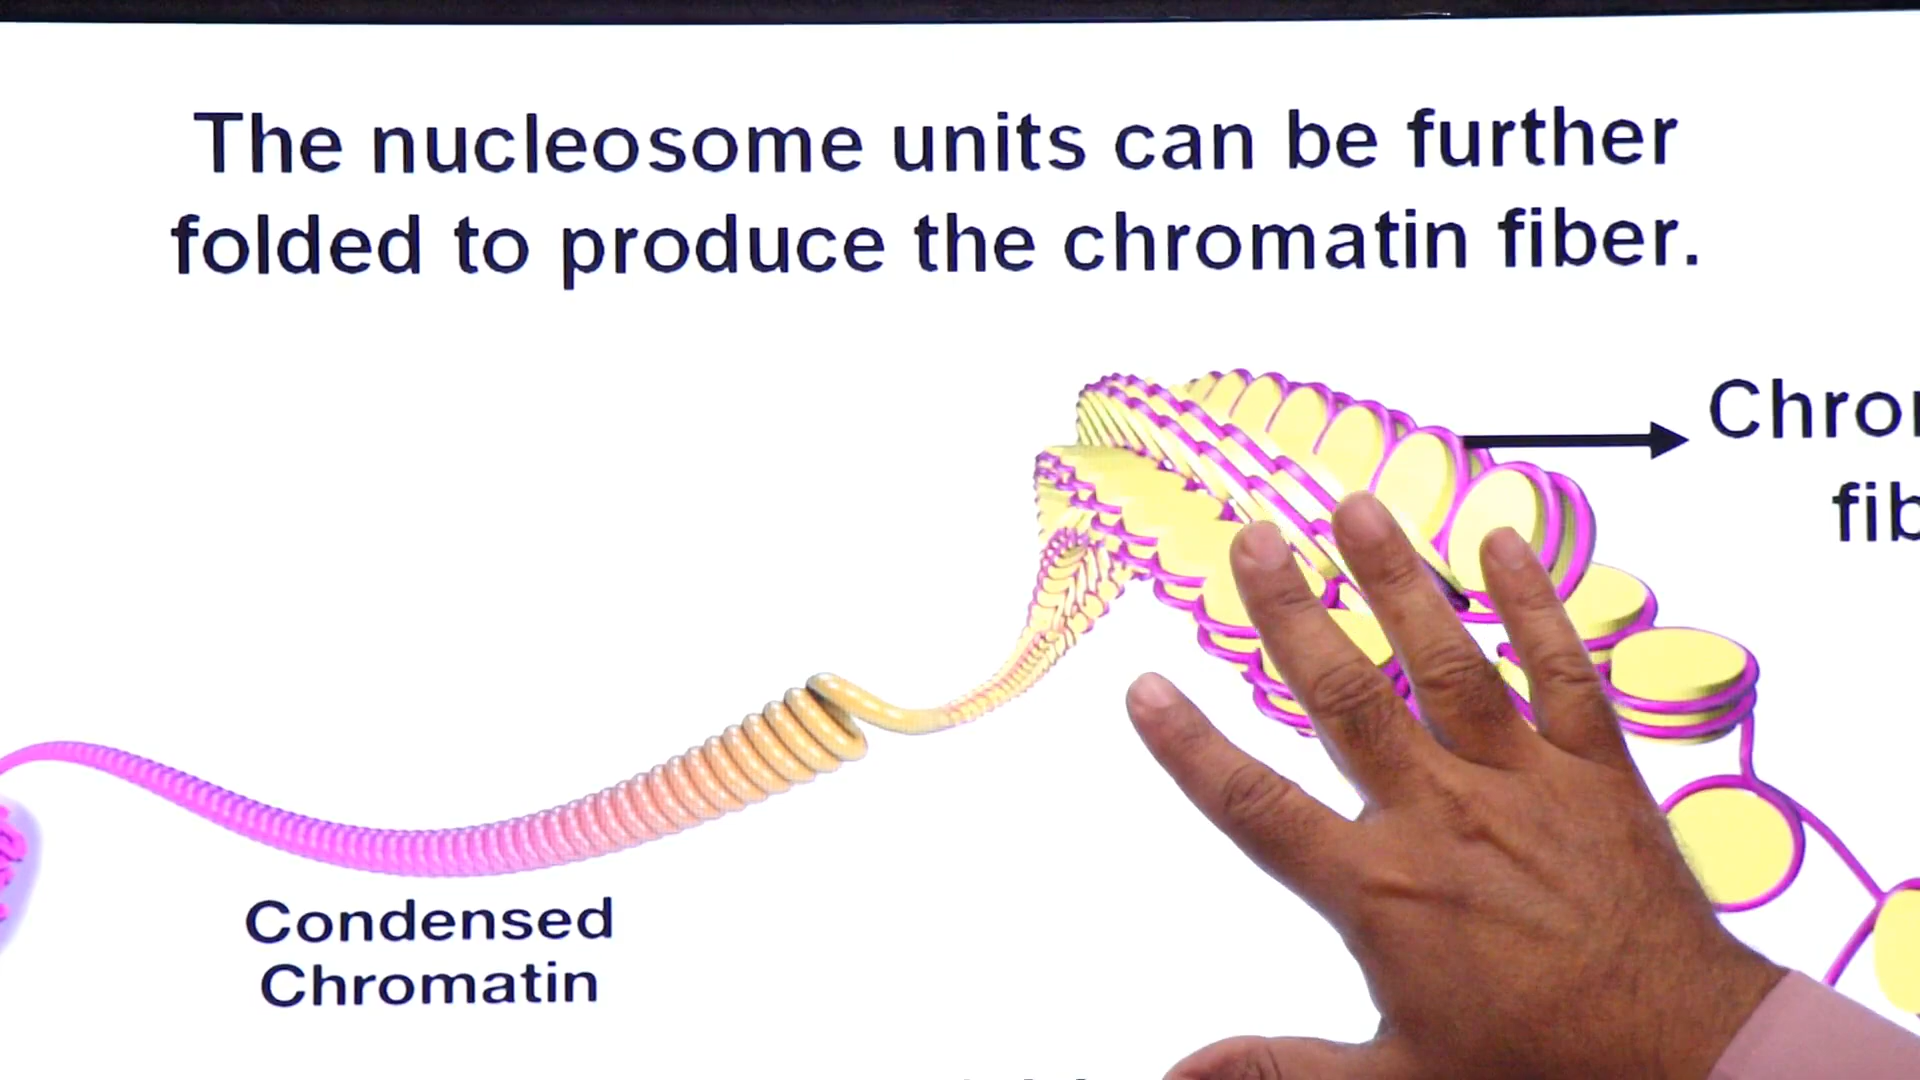 The nucleosome units can be further
folded to produce the chromatin fiber.
Condensed
Chromatin